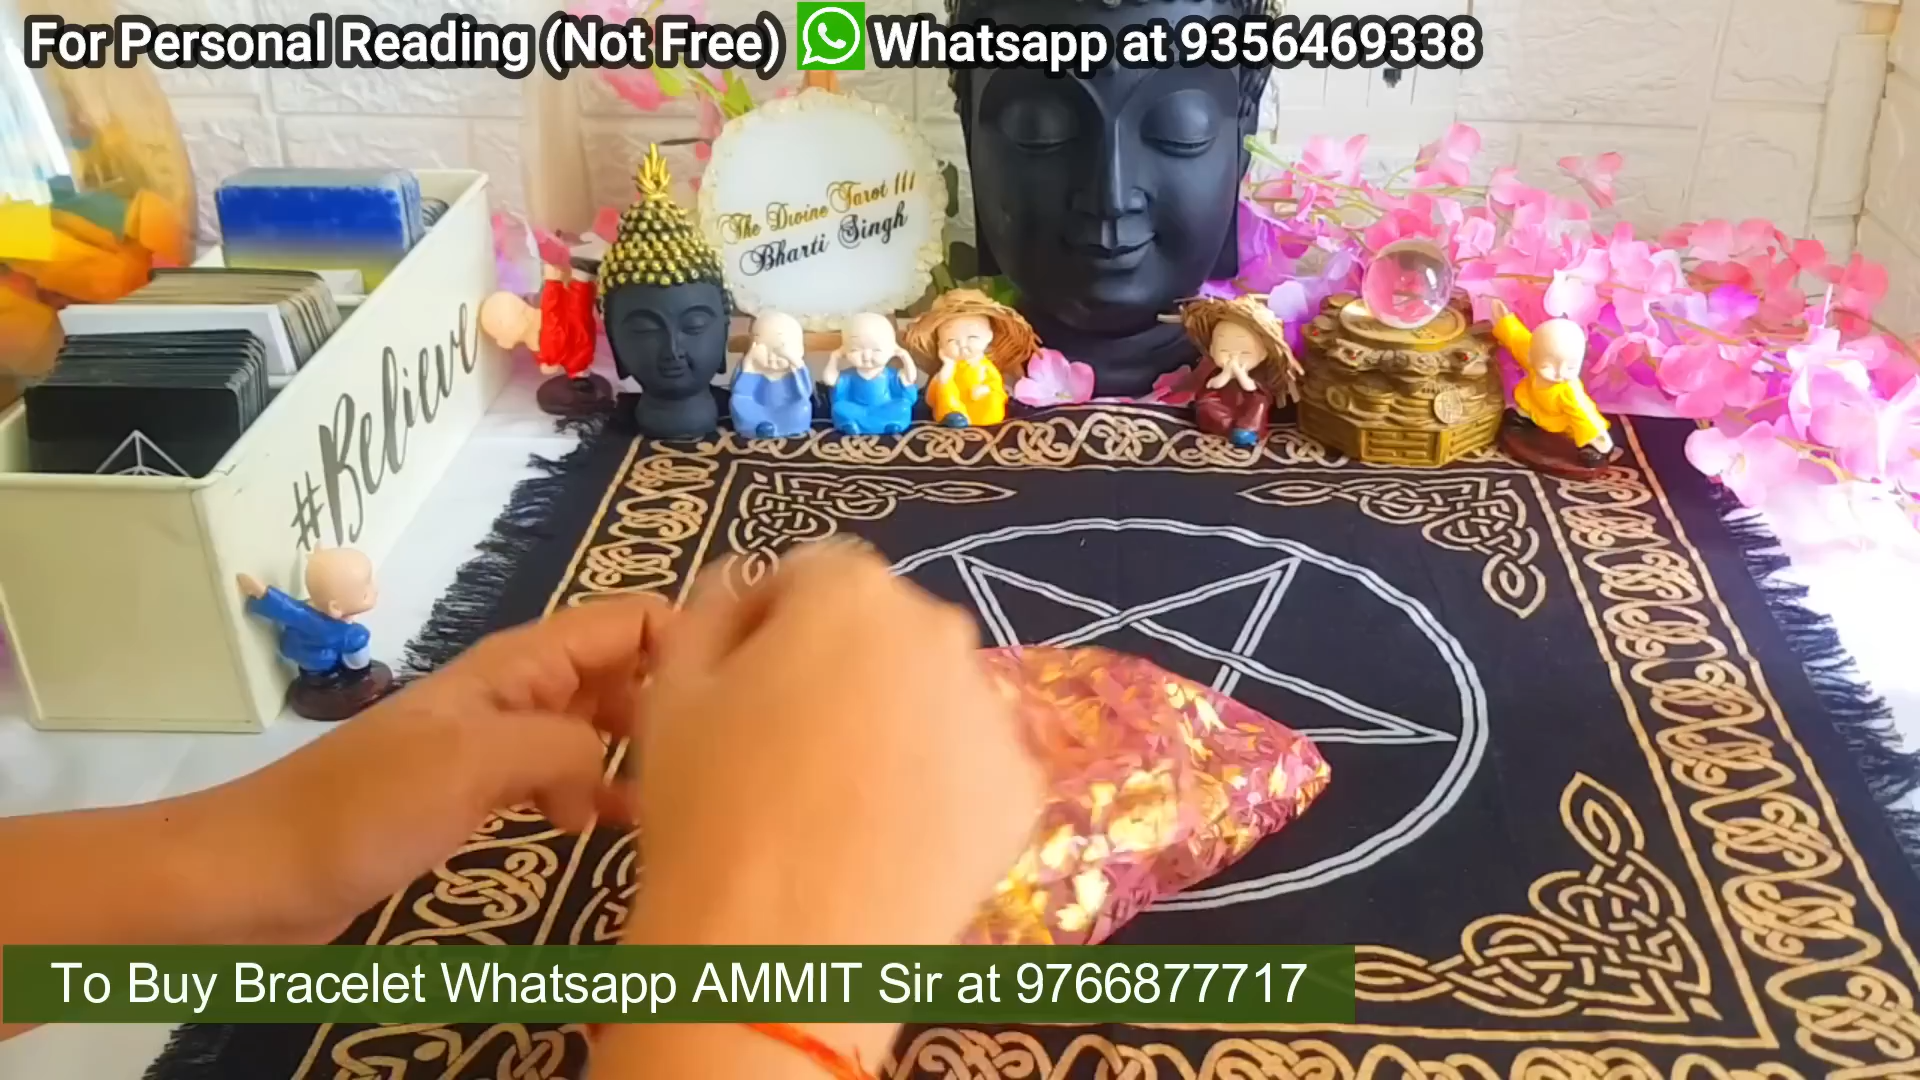 For Personal Reading (Not Free) Whatsapp at 9356469338
The Divine Tarot 111
Bharti Singh
#Believe
To Buy Bracelet Whatsapp AMMIT Sir at 9766877717